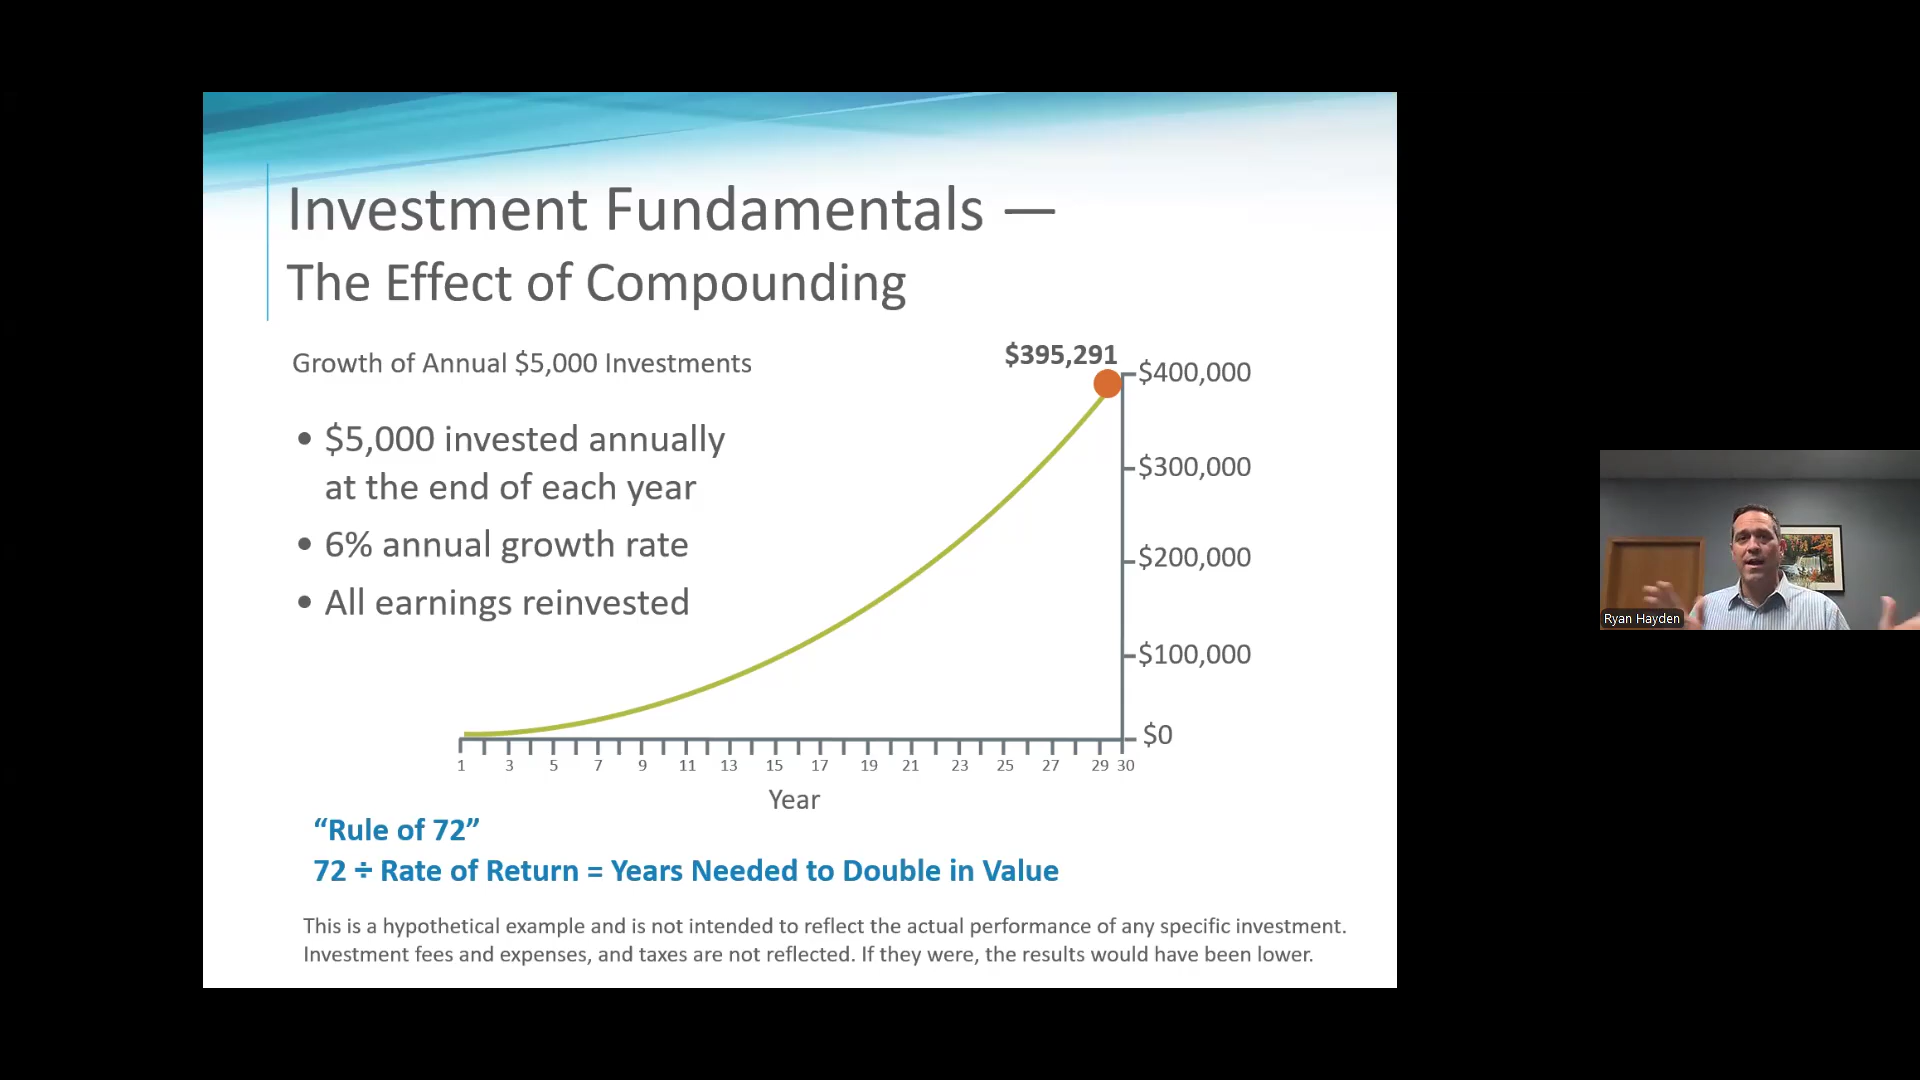 Investment Fundamentals —
The Effect of Compounding
Growth of Annual $5,000 Investments
• $5,000 invested annually
at the end of each year
• 6% annual growth rate
• All earnings reinvested
$395,291
$400,000
$300,000
$200,000
$100,000
$0
1 3 5 7 9 11 13 15 17 19 21 23 25 27 29 30
Year
“Rule of 72”
72 ÷ Rate of Return = Years Needed to Double in Value
This is a hypothetical example and is not intended to reflect the actual performance of any specific investment.
Investment fees and expenses, and taxes are not reflected. If they were, the results would have been lower.
Ryan Hayden